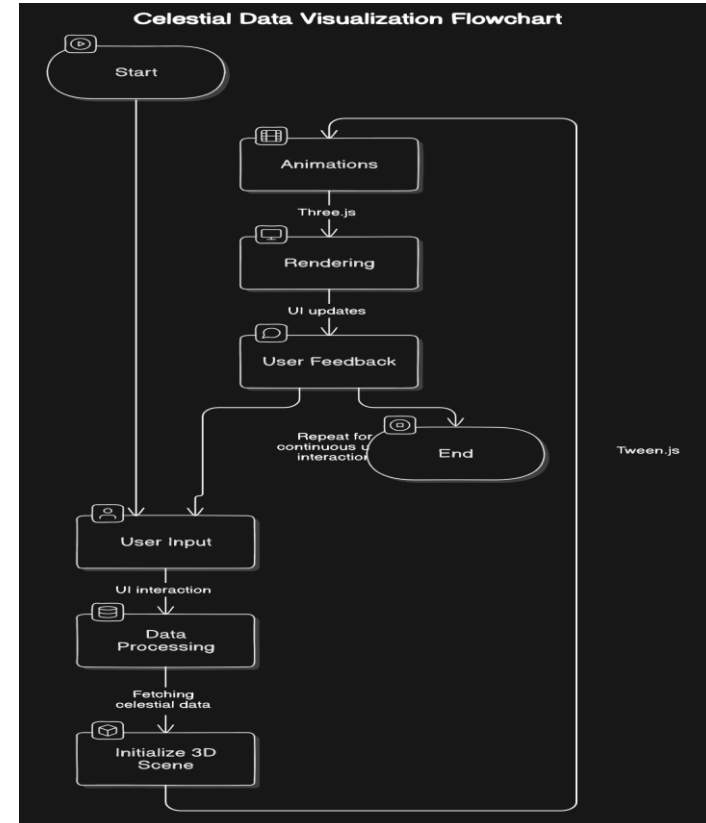 Celestial Data Visualization Flowchart
Start
Animations
Three.js
Rendering
UI updates
User Feedback
Repeat for
continuous
interaction
End
Tween.js
User Input
UI interaction
Data
Processing
Fetching
celestial data
Initialize 3D
Scene